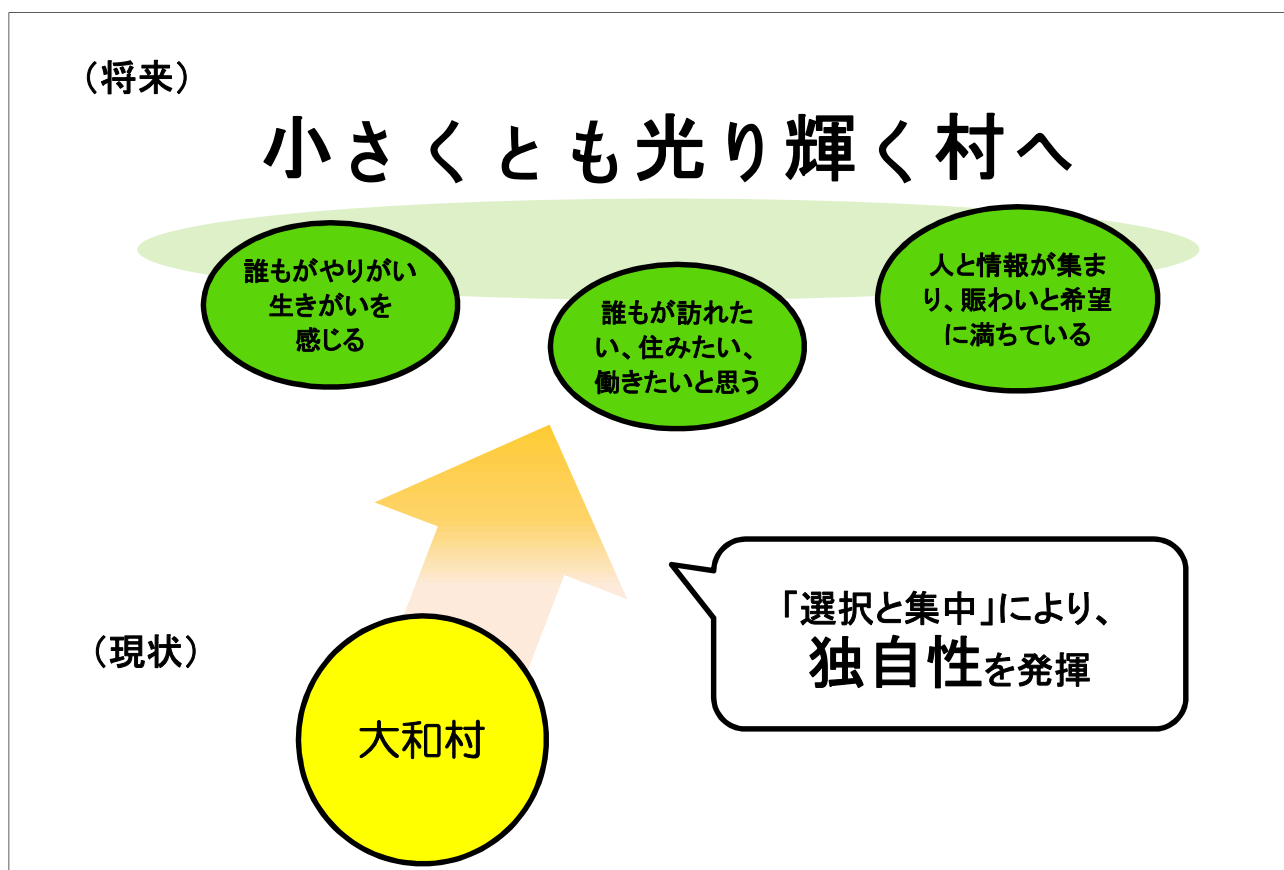 （将来）
小さくとも光り輝く村へ
誰もがやりがい
生きがいを
感じる
誰もが訪れた
い、住みたい、
働きたいと思う
人と情報が集ま
り、賑わいと希望
に満ちている
「選択と集中」により、
独自性を発揮
（現状）
大和村